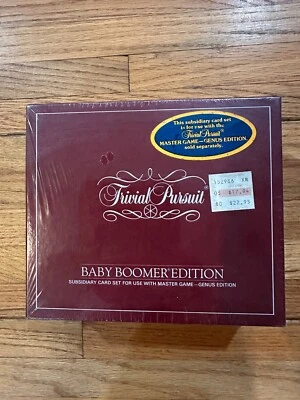 This subsidiary card set
is for use with the
Trivial Pursuit®
MASTER GAME—GENUS EDITION
sold separately.
Trivial Pursuit®
BABY BOOMER EDITION
SUBSIDIARY CARD SET FOR USE WITH MASTER GAME—GENUS EDITION